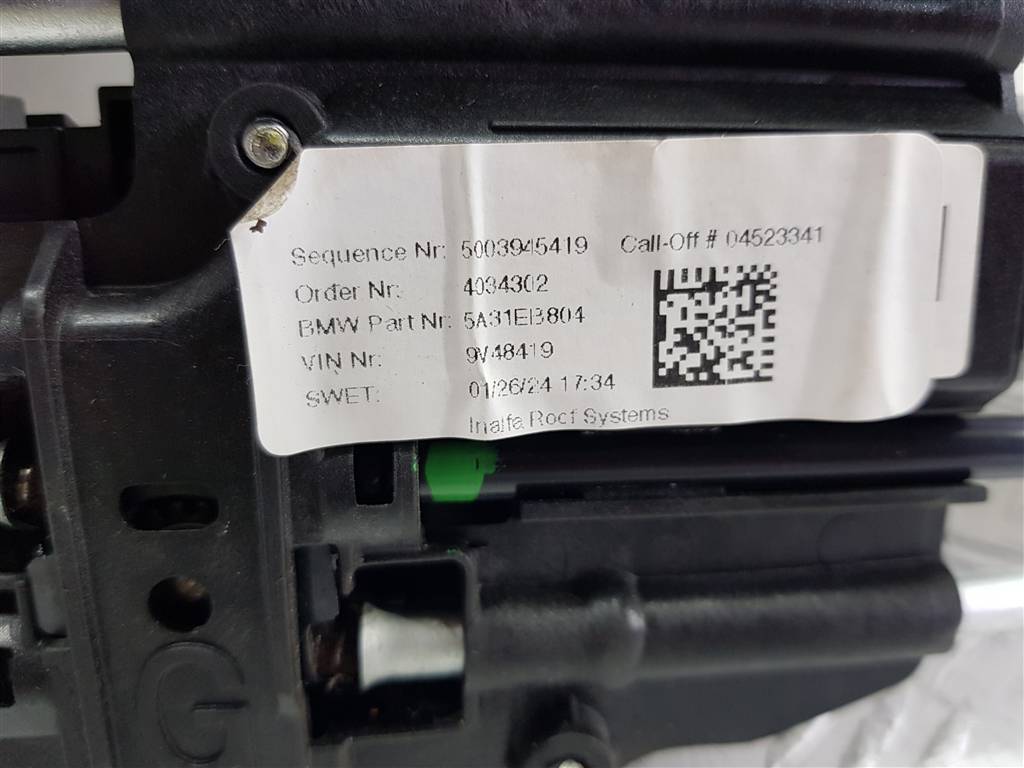 Sequence Nr: 5003945419 Call-Off # 04523341
Order Nr: 4034302
BMW Part Nr: 5A31EB804
VIN Nr: 9V48419
SWET: 01/26/24 17:34
Inalfa Roof Systems
G